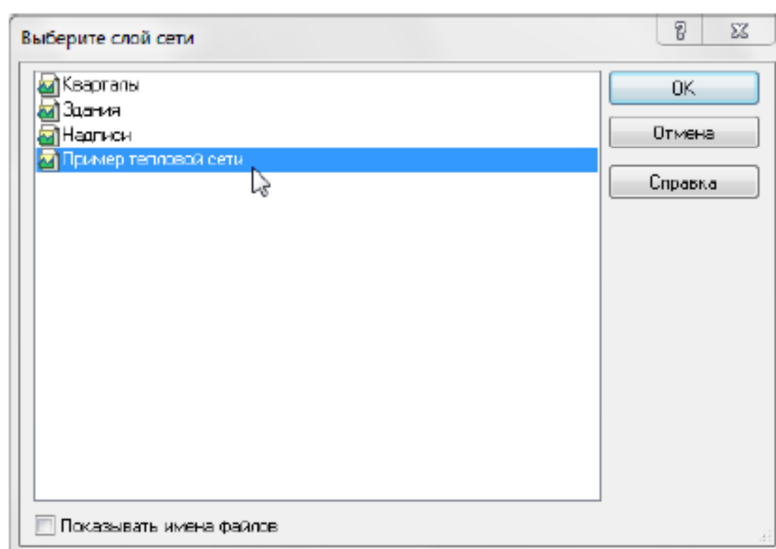 Выберите слой сети
Кварталы
Здания
Надписи
Пример тепловой сети
OK
Отмена
Справка
Показывать имена файлов